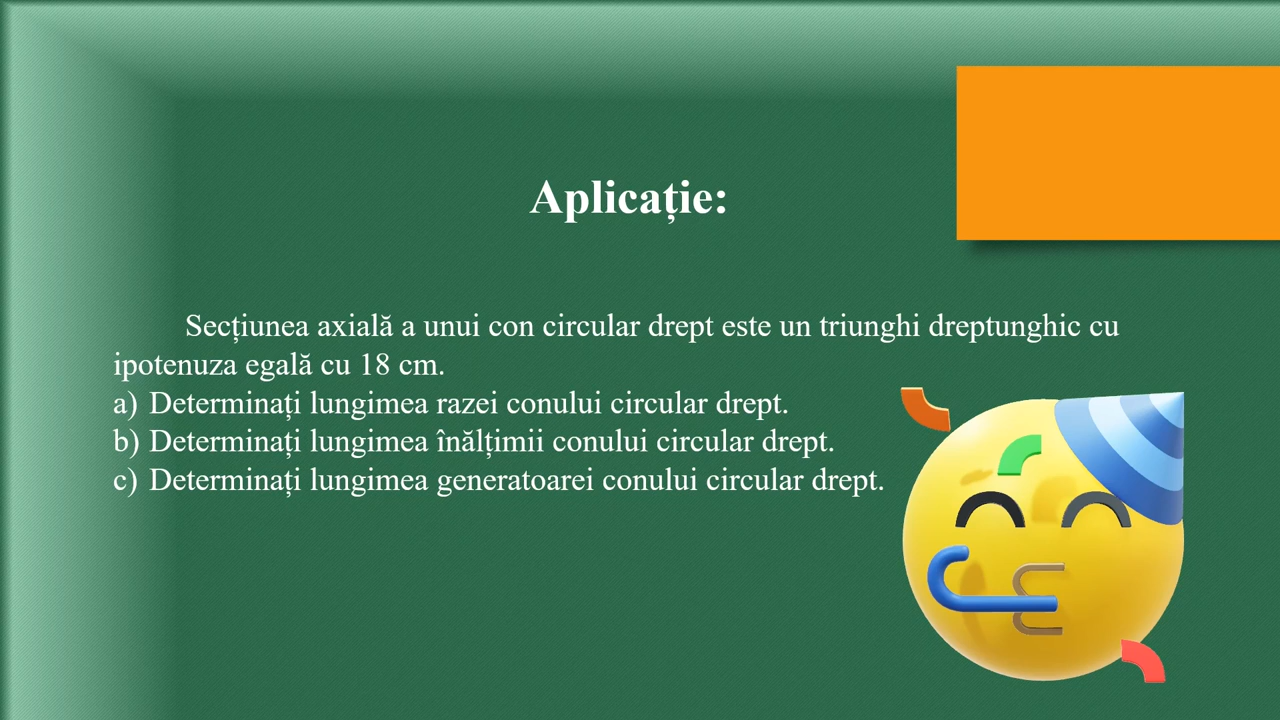 Aplicație:
Secțiunea axială a unui con circular drept este un triunghi dreptunghic cu
ipotenuza egală cu 18 cm.
a) Determinați lungimea razei conului circular drept.
b) Determinați lungimea înălțimii conului circular drept.
c) Determinați lungimea generatoarei conului circular drept.